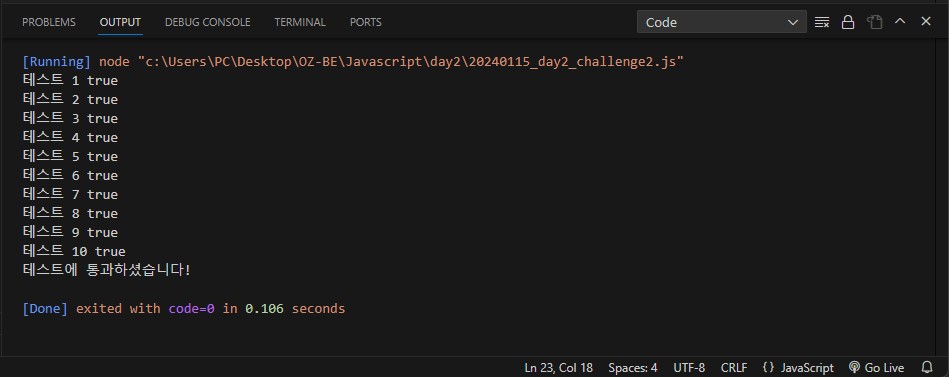 PROBLEMS OUTPUT DEBUG CONSOLE TERMINAL PORTS Code
[Running] node "c:\Users\PC\Desktop\OZ-BE\Javascript\day2\20240115_day2_challenge2.js"
테스트 1 true
테스트 2 true
테스트 3 true
테스트 4 true
테스트 5 true
테스트 6 true
테스트 7 true
테스트 8 true
테스트 9 true
테스트 10 true
테스트에 통과하셨습니다!
[Done] exited with code=0 in 0.106 seconds
Ln 23, Col 18 Spaces: 4 UTF-8 CRLF {} JavaScript Go Live